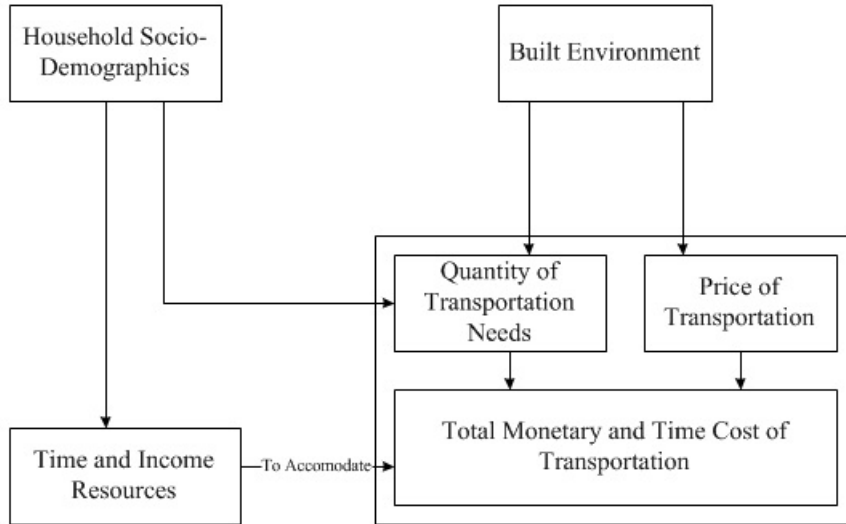 Household Socio-
Demographics
Built Environment
Quantity of
Transportation
Needs
Price of
Transportation
Time and Income
Resources
To Accomodate
Total Monetary and Time Cost of
Transportation